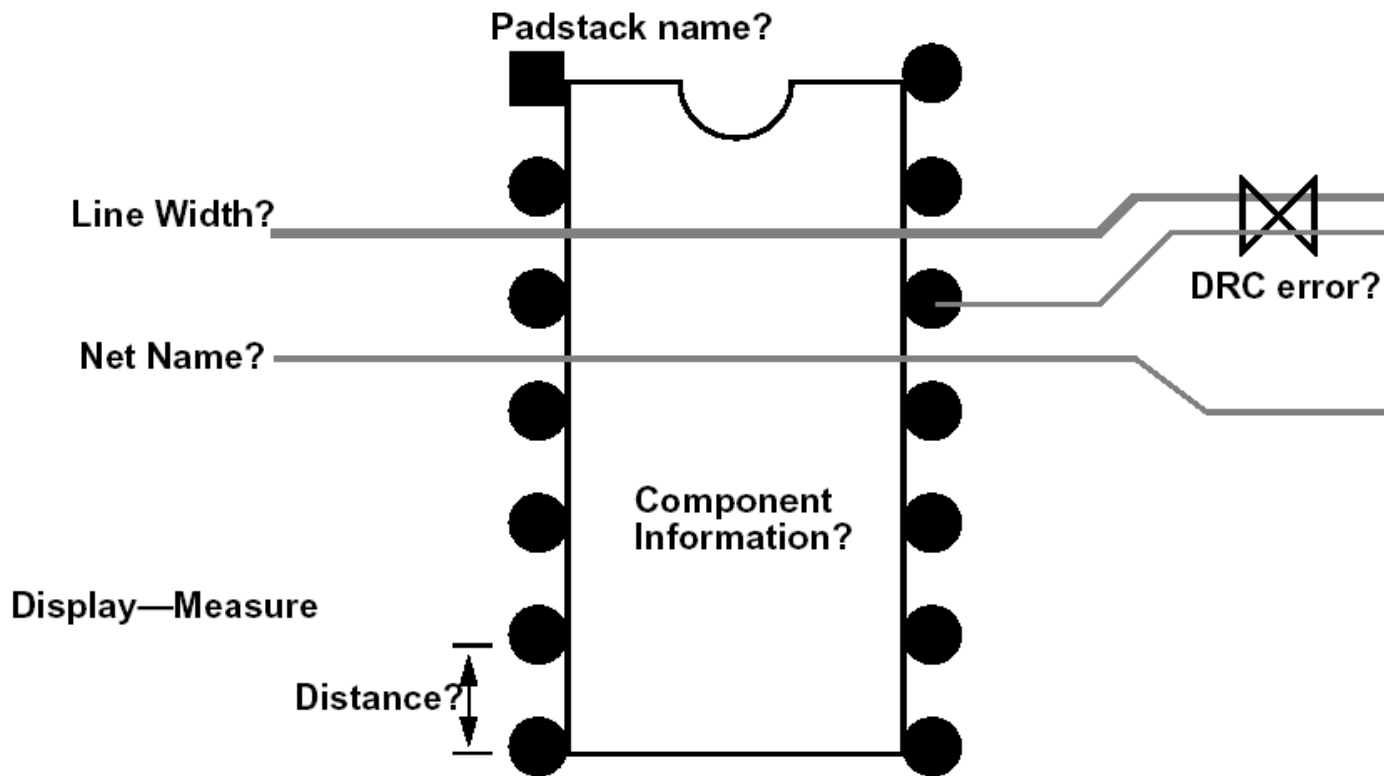 Padstack name?
Line Width?
DRC error?
Net Name?
Component
Information?
Display—Measure
Distance?